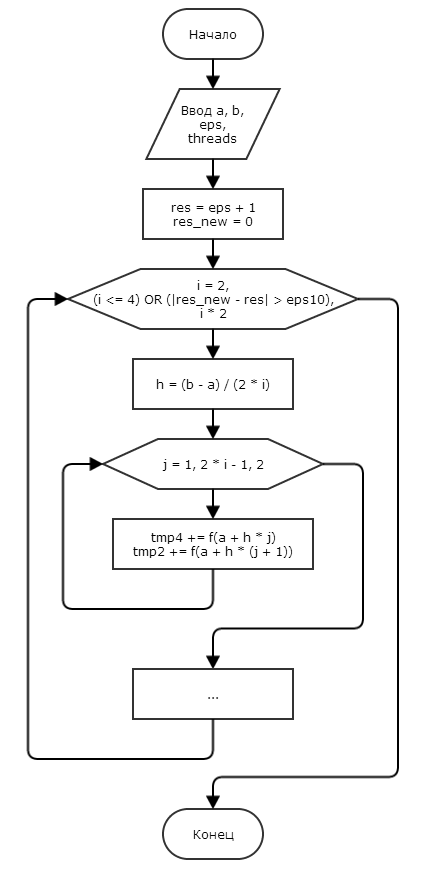 Начало
Ввод a, b,
eps,
threads
res = eps + 1
res_new = 0
i = 2,
(i <= 4) OR (|res_new - res| > eps10),
i * 2
h = (b - a) / (2 * i)
j = 1, 2 * i - 1, 2
tmp4 += f(a + h * j)
tmp2 += f(a + h * (j + 1))
...
Конец